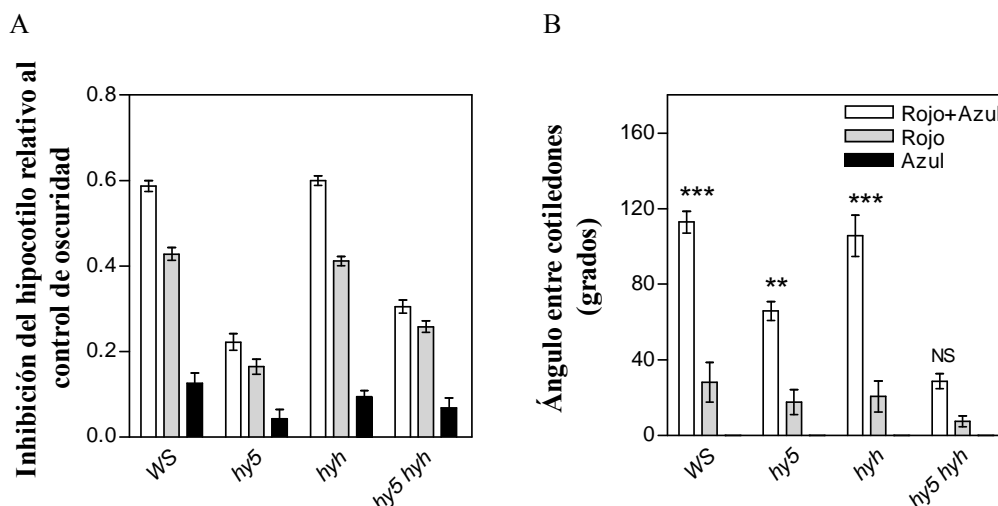 A
Inhibición del hipocotilo relativo al
control de oscuridad
0.8
0.6
0.4
0.2
0.0
WS
hy5
hyh
hy5 hyh
B
Ángulo entre cotiledones
(grados)
160
120
80
40
0
Rojo+Azul
Rojo
Azul
***
**
***
NS
WS
hy5
hyh
hy5 hyh